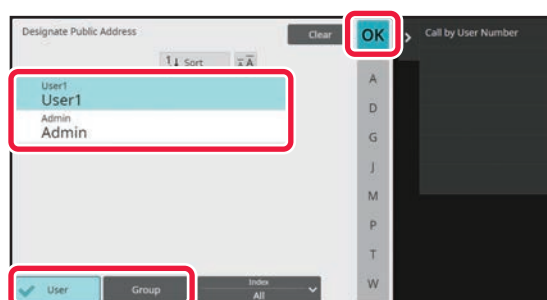 Designate Public Address
Clear
OK
Call by User Number
Sort
A
User1
User1
Admin
Admin
A
D
G
J
M
P
T
W
User
Group
Index
All